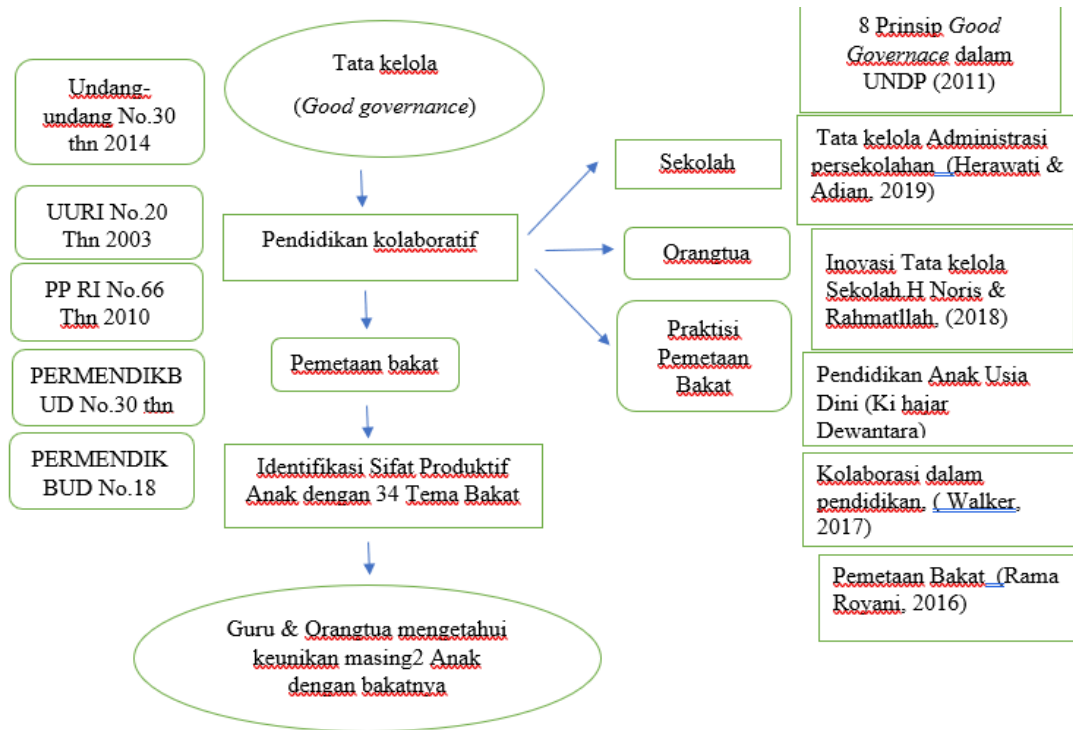 Tata kelola
(Good governance)
Undang-
undang No.30
thn 2014
UURI No.20
Thn 2003
PP RI No.66
Thn 2010
PERMENDIKB
UD No.30 thn
PERMENDIK
BUD No.18
Pendidikan kolaboratif
Pemetaan bakat
Identifikasi Sifat Produktif
Anak dengan 34 Tema Bakat
Guru & Orangtua mengetahui
keunikan masing2 Anak
dengan bakatnya
Sekolah
Orangtua
Praktisi
Pemetaan
Bakat
8 Prinsip Good
Governace dalam
UNDP (2011)
Tata kelola Administrasi
persekolahan (Herawati &
Adian, 2019)
Inovasi Tata kelola
Sekolah.H Noris &
Rahmatllah, (2018)
Pendidikan Anak Usia
Dini (Ki hajar
Dewantara)
Kolaborasi dalam
pendidikan, ( Walker,
2017)
Pemetaan Bakat (Rama
Royani, 2016)